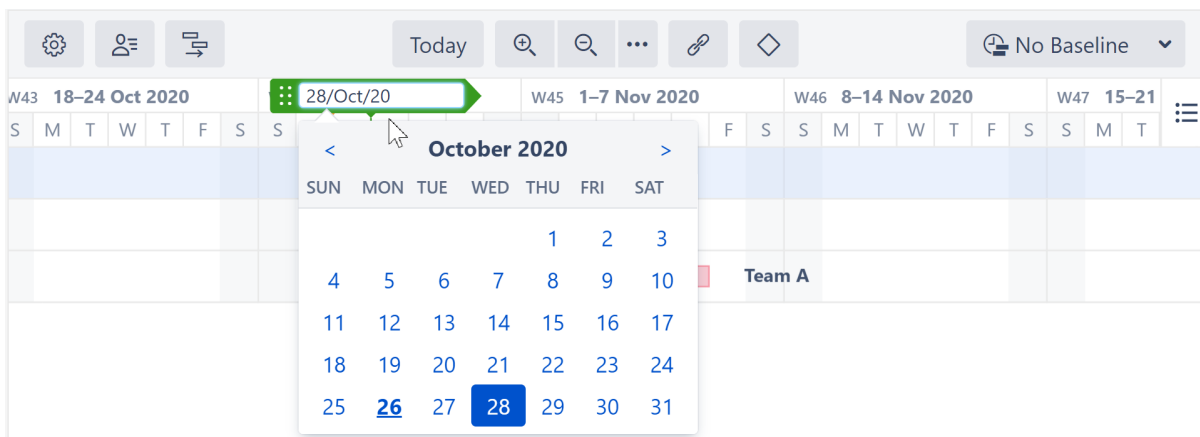 Today
No Baseline
W43 18–24 Oct 2020
28/Oct/20
W45 1–7 Nov 2020
W46 8–14 Nov 2020
W47 15–21
S M T W T F S S F S S M T W T F S S M T
< October 2020 >
SUN MON TUE WED THU FRI SAT
1 2 3
4 5 6 7 8 9 10
11 12 13 14 15 16 17
18 19 20 21 22 23 24
25 26 27 28 29 30 31
Team A